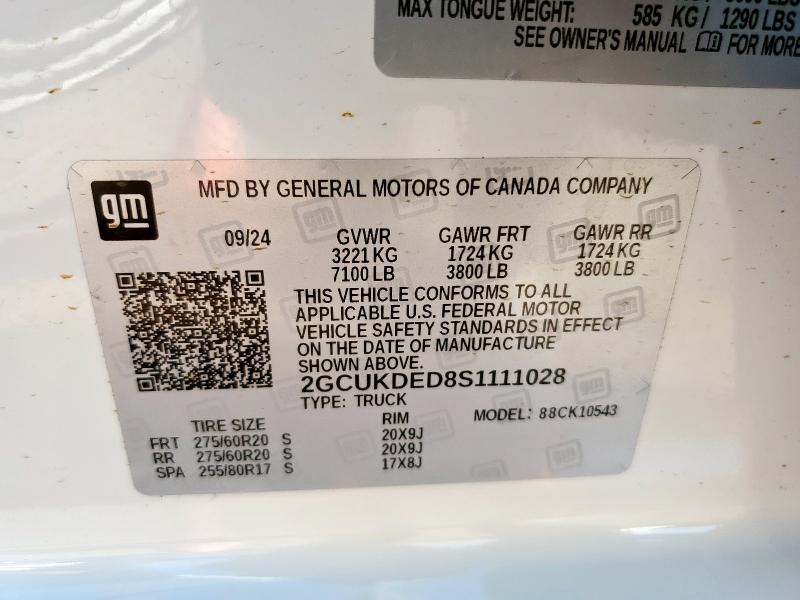 MAX TONGUE WEIGHT: 585 KG / 1290 LBS
SEE OWNER'S MANUAL FOR MORE
gm
MFD BY GENERAL MOTORS OF CANADA COMPANY
09/24 GVWR GAWR FRT GAWR RR
3221 KG 1724 KG 1724 KG
7100 LB 3800 LB 3800 LB
THIS VEHICLE CONFORMS TO ALL
APPLICABLE U.S. FEDERAL MOTOR
VEHICLE SAFETY STANDARDS IN EFFECT
ON THE DATE OF MANUFACTURE
SHOWN ABOVE.
2GCUKDED8S1111028
TYPE: TRUCK MODEL: 88CK10543
TIRE SIZE RIM
FRT 275/60R20 S 20X9J
RR 275/60R20 S 20X9J
SPA 255/80R17 S 17X8J